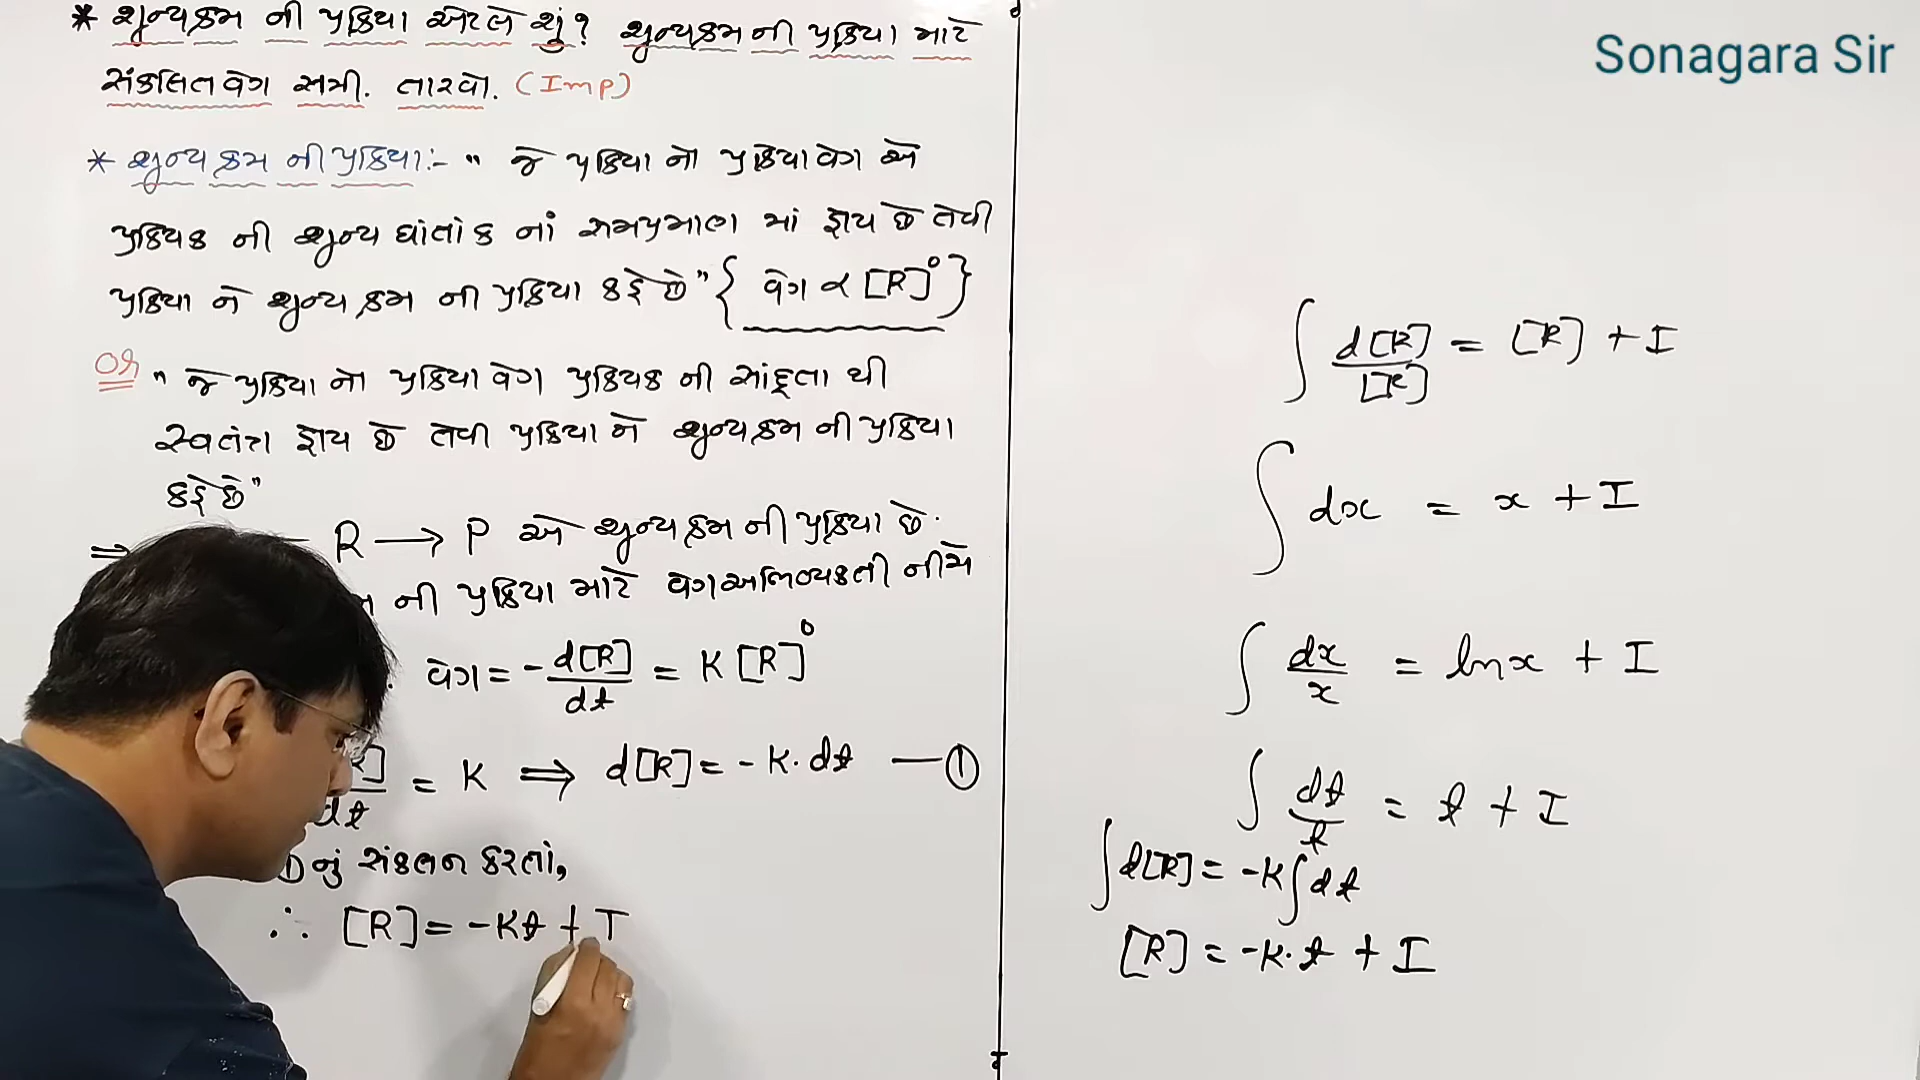 * શૂન્યક્રમ ની પ્રક્રિયા એટલે શું? શૂન્યક્રમ ની પ્રક્રિયા માટે
સંકલિત વેગ સમી. તારવો. (Imp)
* શૂન્ય ક્રમ ની પ્રક્રિયા:- " જે પ્રક્રિયા નો પ્રક્રિયા વેગ એ
પ્રક્રિયક ની શૂન્ય ઘાતાંક નાં સમપ્રમાણ માં હોય છે તેવી
પ્રક્રિયા ને શૂન્ય ક્રમ ની પ્રક્રિયા કહે છે" { વેગ ∝ [R]⁰ }
OR " જે પ્રક્રિયા નો પ્રક્રિયા વેગ પ્રક્રિયક ની સાંદ્રતા થી
સ્વતંત્ર હોય છે તેવી પ્રક્રિયા ને શૂન્યક્રમ ની પ્રક્રિયા
કહે છે"
⇒ R → P એ શૂન્યક્રમ ની પ્રક્રિયા છે.
ની પ્રક્રિયા માટે વેગઅભિવ્યક્તિ નીચે
વેગ = - d[R]/dt = K [R]⁰
R]/dt = K ⇒ d[R] = - K. dt — ①
નું સંકલન કરતાં,
∴ [R] = -Kt + I
Sonagara Sir
∫ d[R]/[R] = [R] + I
∫ dx = x + I
∫ dx/x = ln x + I
∫ dt/t = t + I
∫ d[R] = -K ∫ dt
[R] = -K. t + I